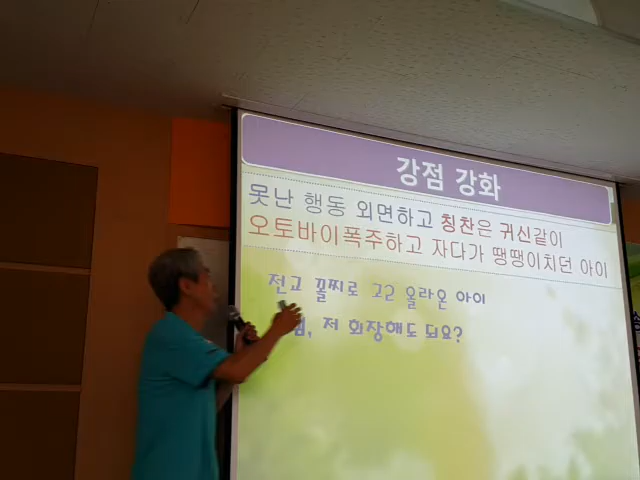 강점 강화
못난 행동 외면하고 칭찬은 귀신같이
오토바이폭주하고 자다가 땡땡이치던 아이
전교 꼴찌로 고2 올라온 아이
저 회장해도 되요?